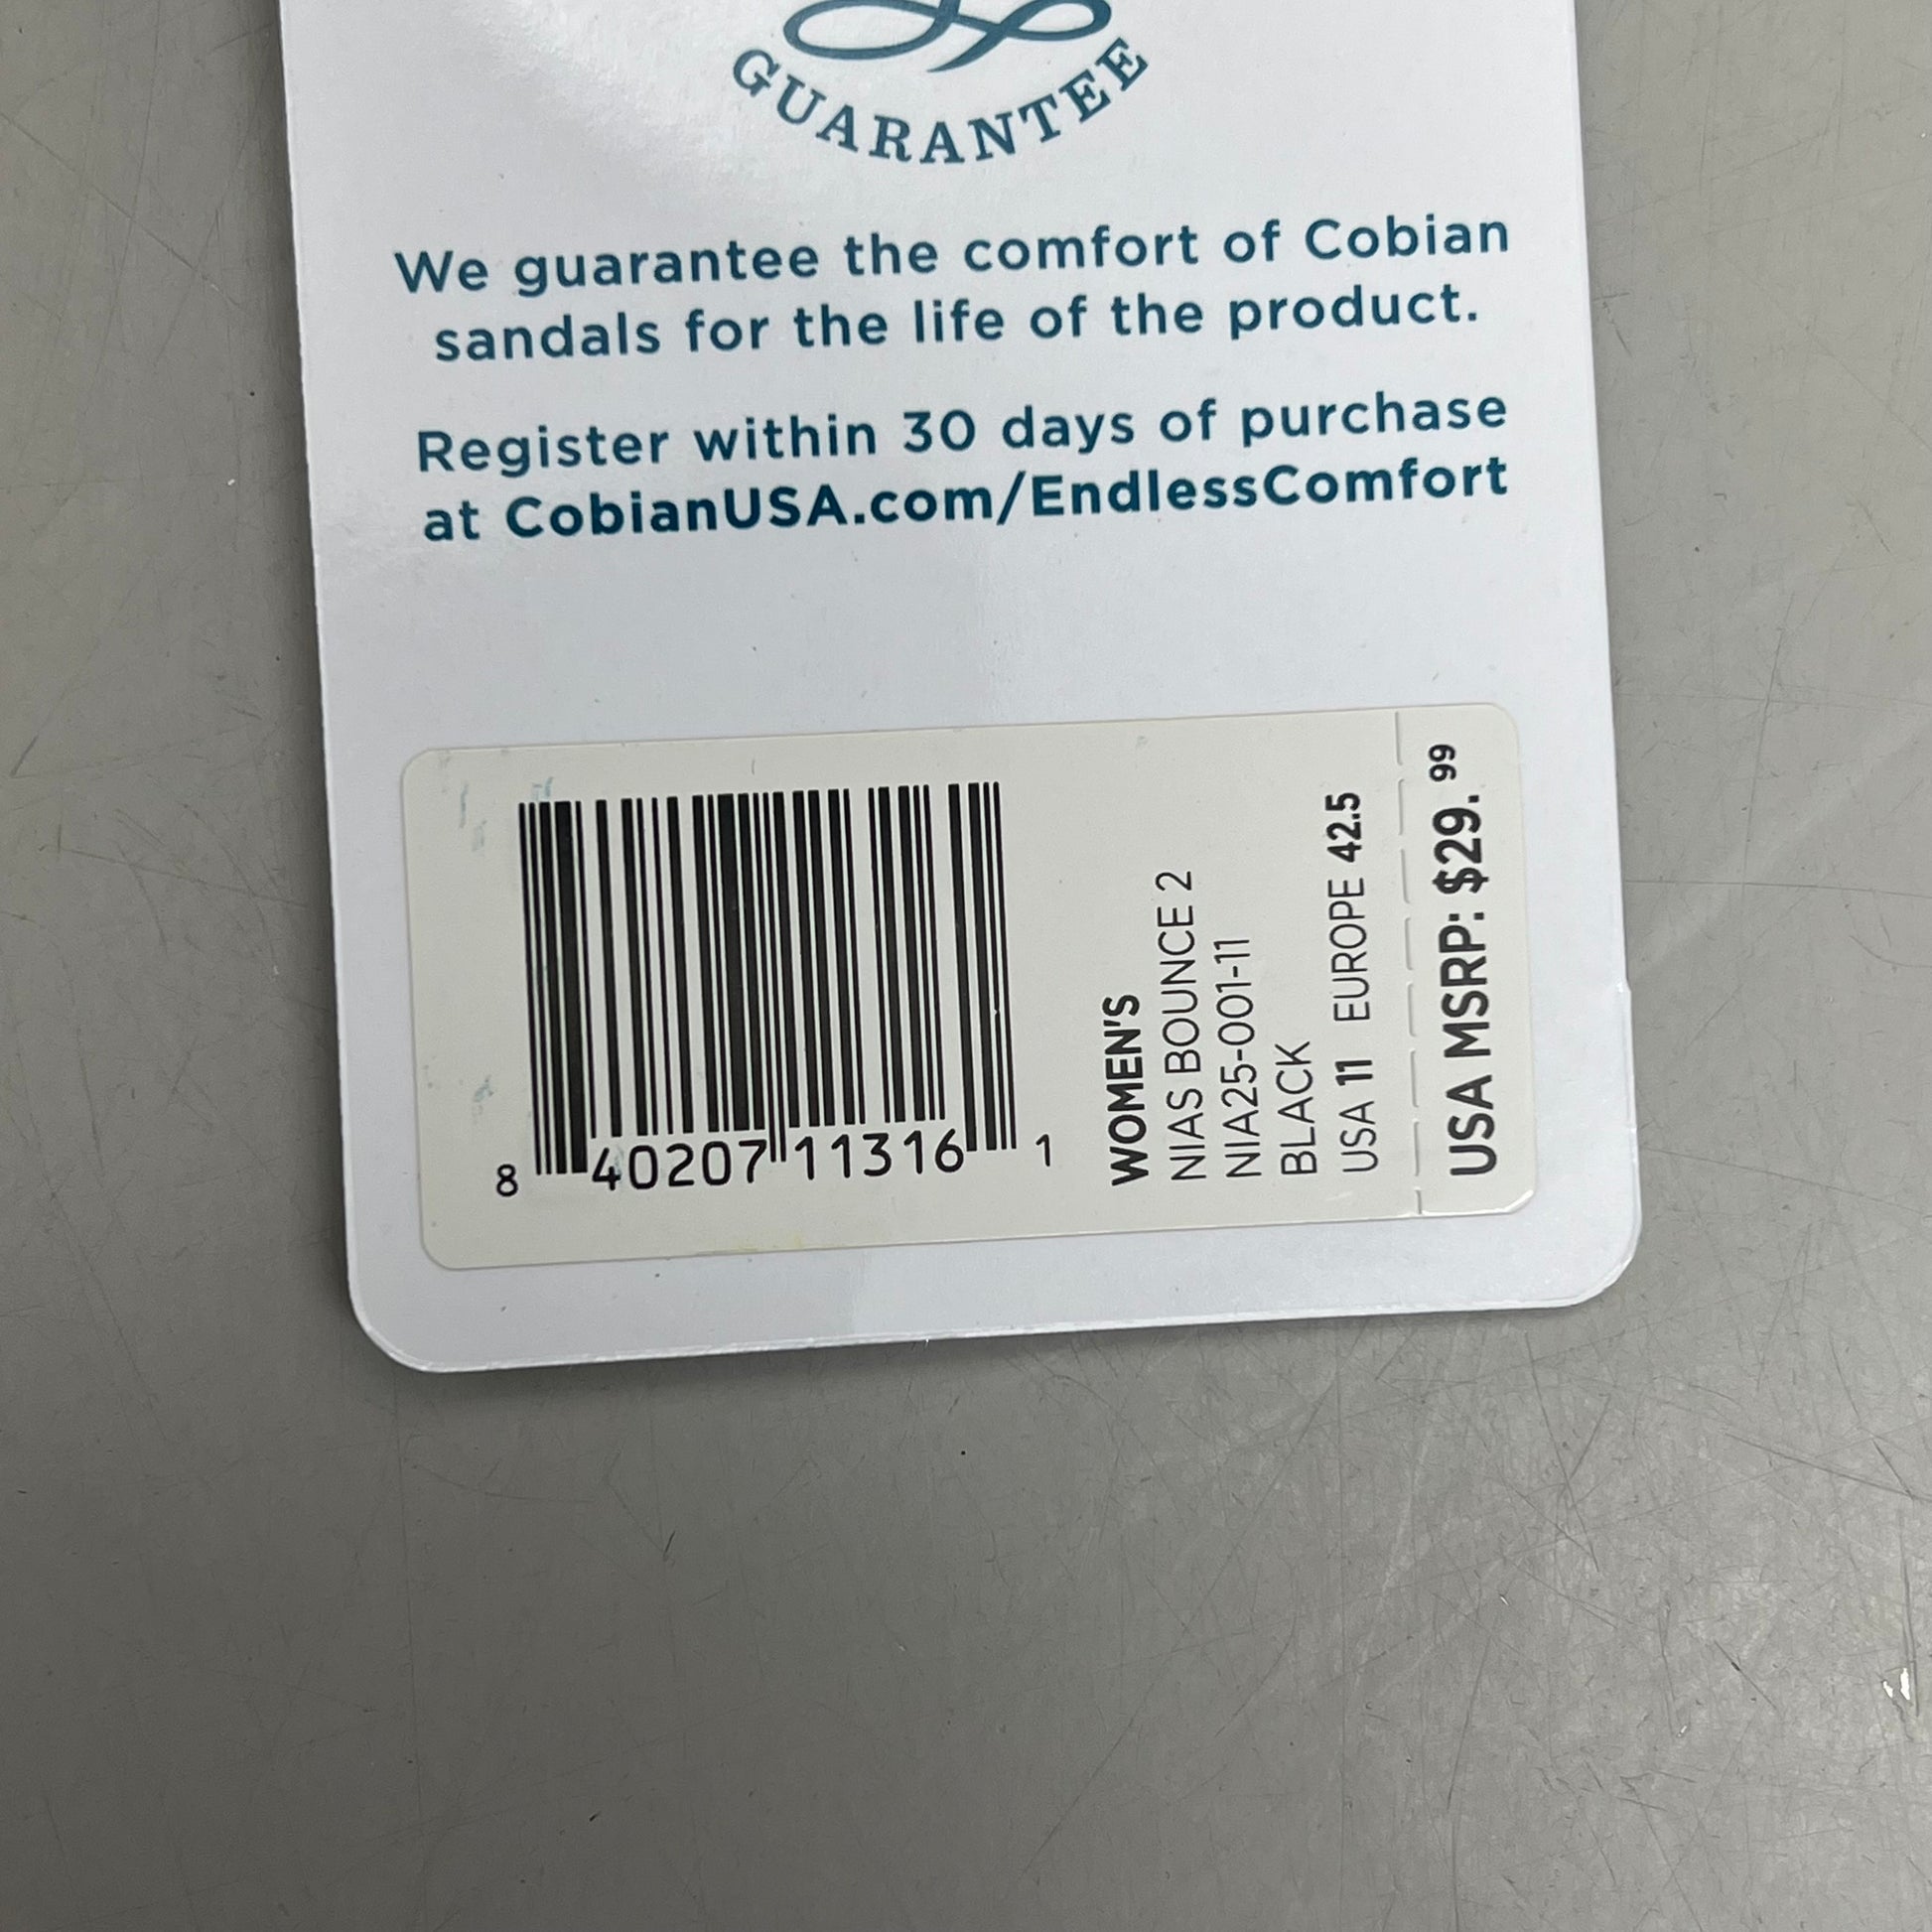 GUARANTEE
We guarantee the comfort of Cobian
sandals for the life of the product.
Register within 30 days of purchase
at CobianUSA.com/EndlessComfort
8 40207 11316 1
WOMEN'S
NIAS BOUNCE 2
NIA25-001-11
BLACK
USA 11 EUROPE 42.5
USA MSRP: $29.99